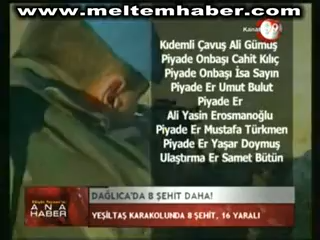 www.meltemhaber.com
Kıdemli Çavuş Ali Gümüş
Piyade Onbaşı Cahit Kılıç
Piyade Onbaşı İsa Sayın
Piyade Er Umut Bulut
Piyade Er
Ali Yasin Erosmanoğlu
Piyade Er Mustafa Türkmen
Piyade Er Yaşar Doymuş
Ulaştırma Er Samet Bütün
DAĞLICA'DA 8 ŞEHİT DAHA!
ANA
HABER
YEŞİLTAŞ KARAKOLUNDA 8 ŞEHİT, 16 YARALI